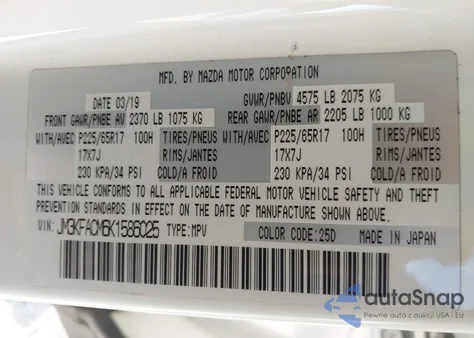 MFD. BY MAZDA MOTOR CORPORATION
DATE 03/19 GVWR/PNBV 4575 LB 2075 KG
FRONT GAWR/PNBE AV 2370 LB 1075 KG REAR GAWR/PNBE AR 2205 LB 1000 KG
WITH/AVEC P225/65R17 100H TIRES/PNEUS WITH/AVEC P225/65R17 100H TIRES/PNEUS
17X7J RIMS/JANTES 17X7J RIMS/JANTES
230 KPA/34 PSI COLD/A FROID 230 KPA/34 PSI COLD/A FROID
THIS VEHICLE CONFORMS TO ALL APPLICABLE FEDERAL MOTOR VEHICLE SAFETY AND THEFT
PREVENTION STANDARDS IN EFFECT ON THE DATE OF MANUFACTURE SHOWN ABOVE.
VIN: JM3KFACM6K1586025 TYPE: MPV COLOR CODE: 25D MADE IN JAPAN
autoSnap
Pewne auta z aukcji USA i EU